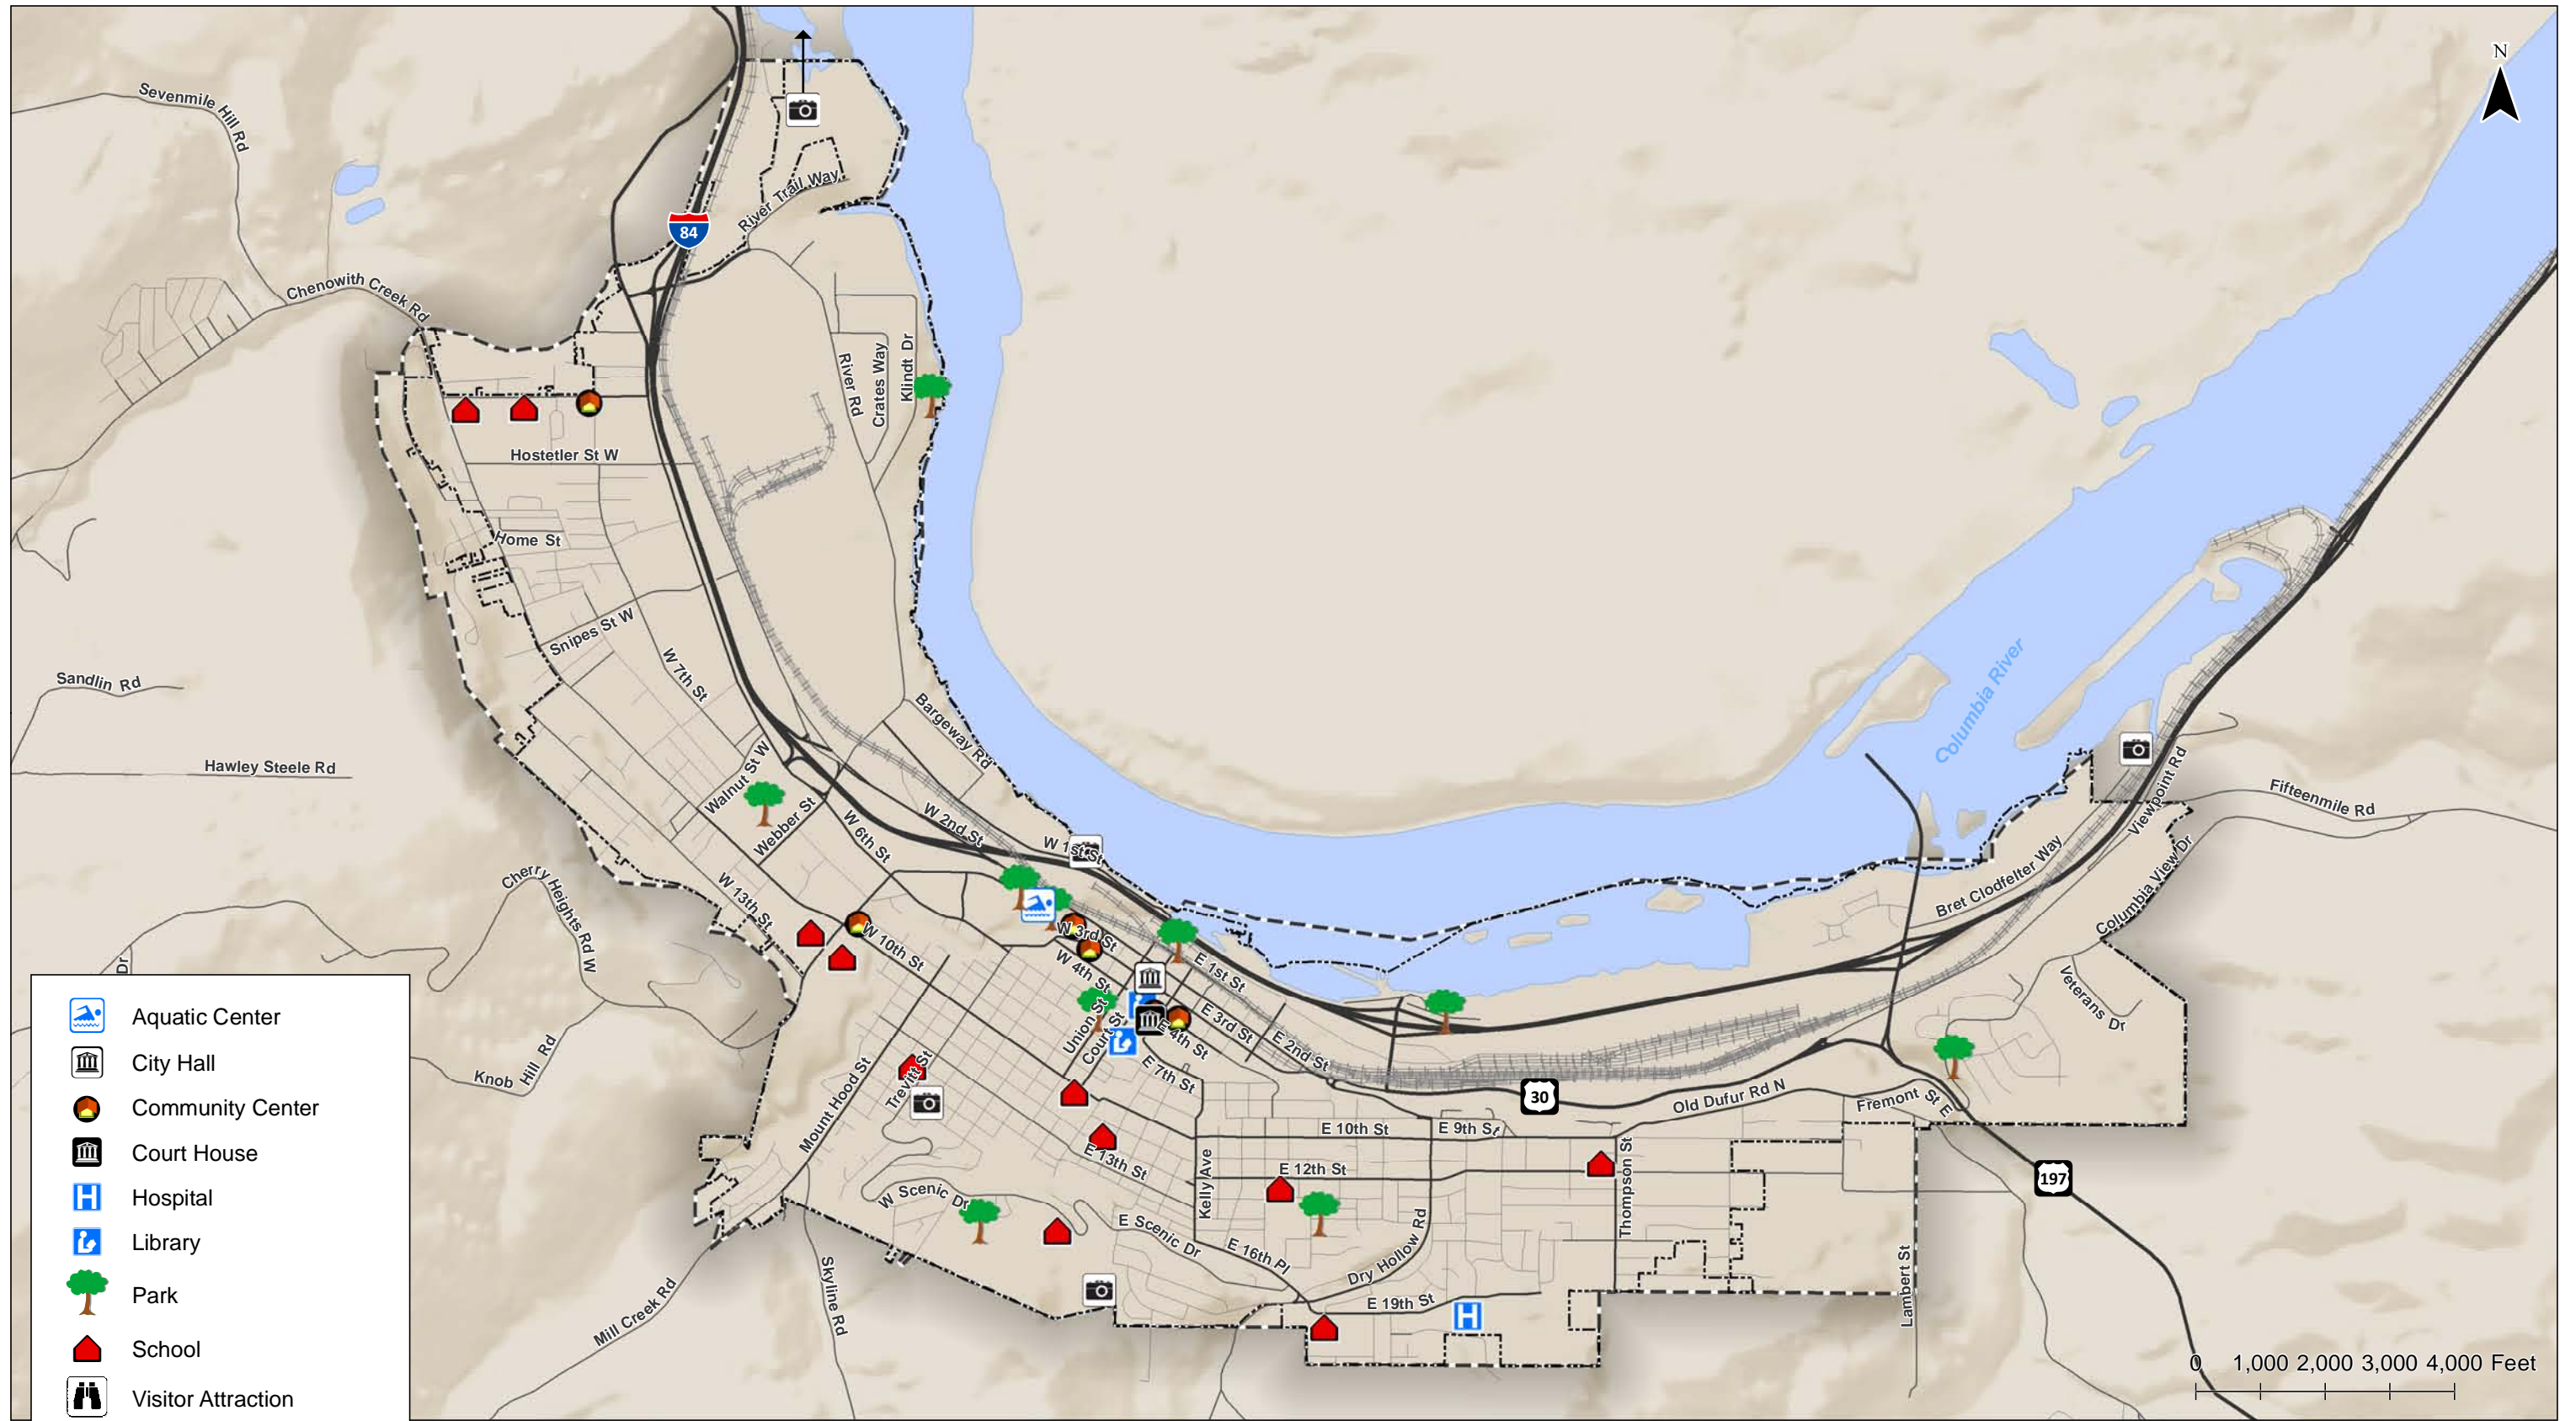 N
Sevenmile Hill Rd
84
River Trail Way
Chenowith Creek Rd
River Rd
Crates Way
Klindt Dr
Hostetler St W
Home St
Snipes St W
W 7th St
Sandlin Rd
Hawley Steele Rd
Bargeway Rd
Columbia River
Viewpoint Rd
Fifteenmile Rd
Walnut St W
Webber St
W 6th St
W 2nd St
W 1st St
Bret Clodfelter Way
Columbia View Dr
Cherry Heights Rd W
W 13th St
W 10th St
W 3rd St
W 4th St
E 1st St
Dr
Veterans Dr
Union St
Court St
E 3rd St
E 4th St
E 2nd St
E 7th St
Knob Hill Rd
Mount Hood St
Trevitt St
30
Old Dufur Rd N
Fremont St E
E 10th St
E 9th St
197
E 13th St
E 12th St
Kelly Ave
Thompson St
W Scenic Dr
E Scenic Dr
E 16th Pl
Dry Hollow Rd
E 19th St
Lambert St
Mill Creek Rd
Skyline Rd
Aquatic Center
City Hall
Community Center
Court House
H Hospital
Library
Park
School
Visitor Attraction
H
0 1,000 2,000 3,000 4,000 Feet